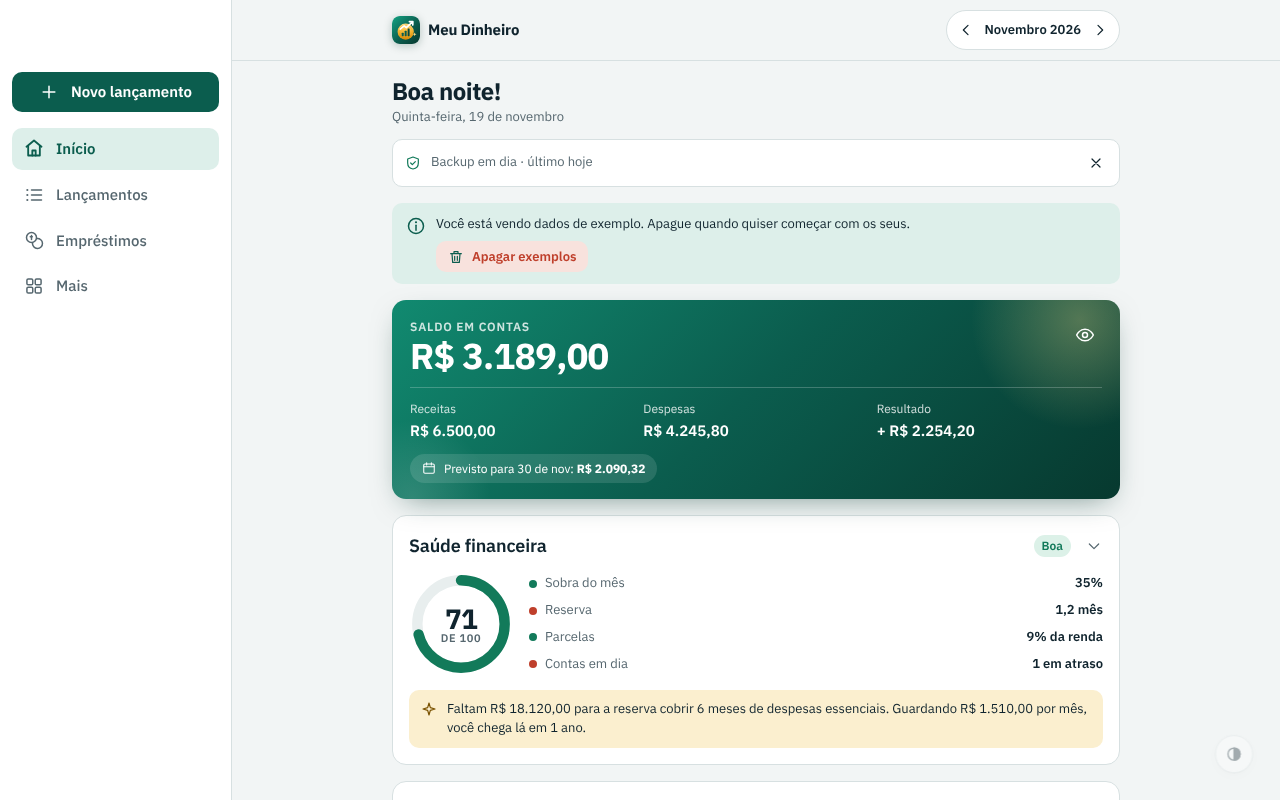 Meu Dinheiro
Novembro 2026
Novo lançamento
Início
Lançamentos
Empréstimos
Mais
Boa noite!
Quinta-feira, 19 de novembro
Backup em dia · último hoje
Você está vendo dados de exemplo. Apague quando quiser começar com os seus.
Apagar exemplos
SALDO EM CONTAS
R$ 3.189,00
Receitas
R$ 6.500,00
Despesas
R$ 4.245,80
Resultado
+ R$ 2.254,20
Previsto para 30 de nov: R$ 2.090,32
Saúde financeira
Boa
71
DE 100
Sobra do mês 35%
Reserva 1,2 mês
Parcelas 9% da renda
Contas em dia 1 em atraso
Faltam R$ 18.120,00 para a reserva cobrir 6 meses de despesas essenciais. Guardando R$ 1.510,00 por mês,
você chega lá em 1 ano.